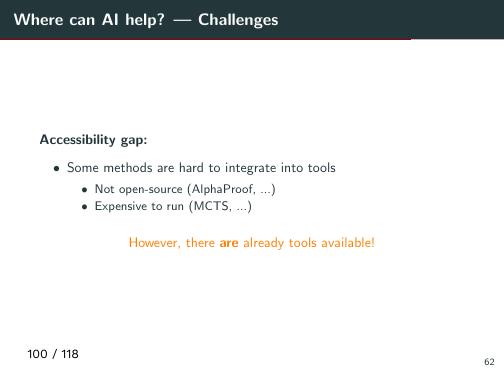 Where can AI help? — Challenges
Accessibility gap:
• Some methods are hard to integrate into tools
• Not open-source (AlphaProof, ...)
• Expensive to run (MCTS, ...)
However, there are already tools available!
100 / 118
62